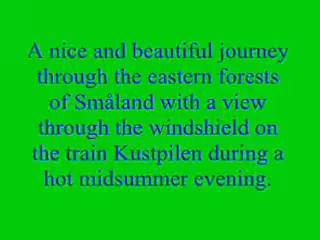 A nice and beautiful journey
through the eastern forests
of Småland with a view
through the windshield on
the train Kustpilen during a
hot midsummer evening.